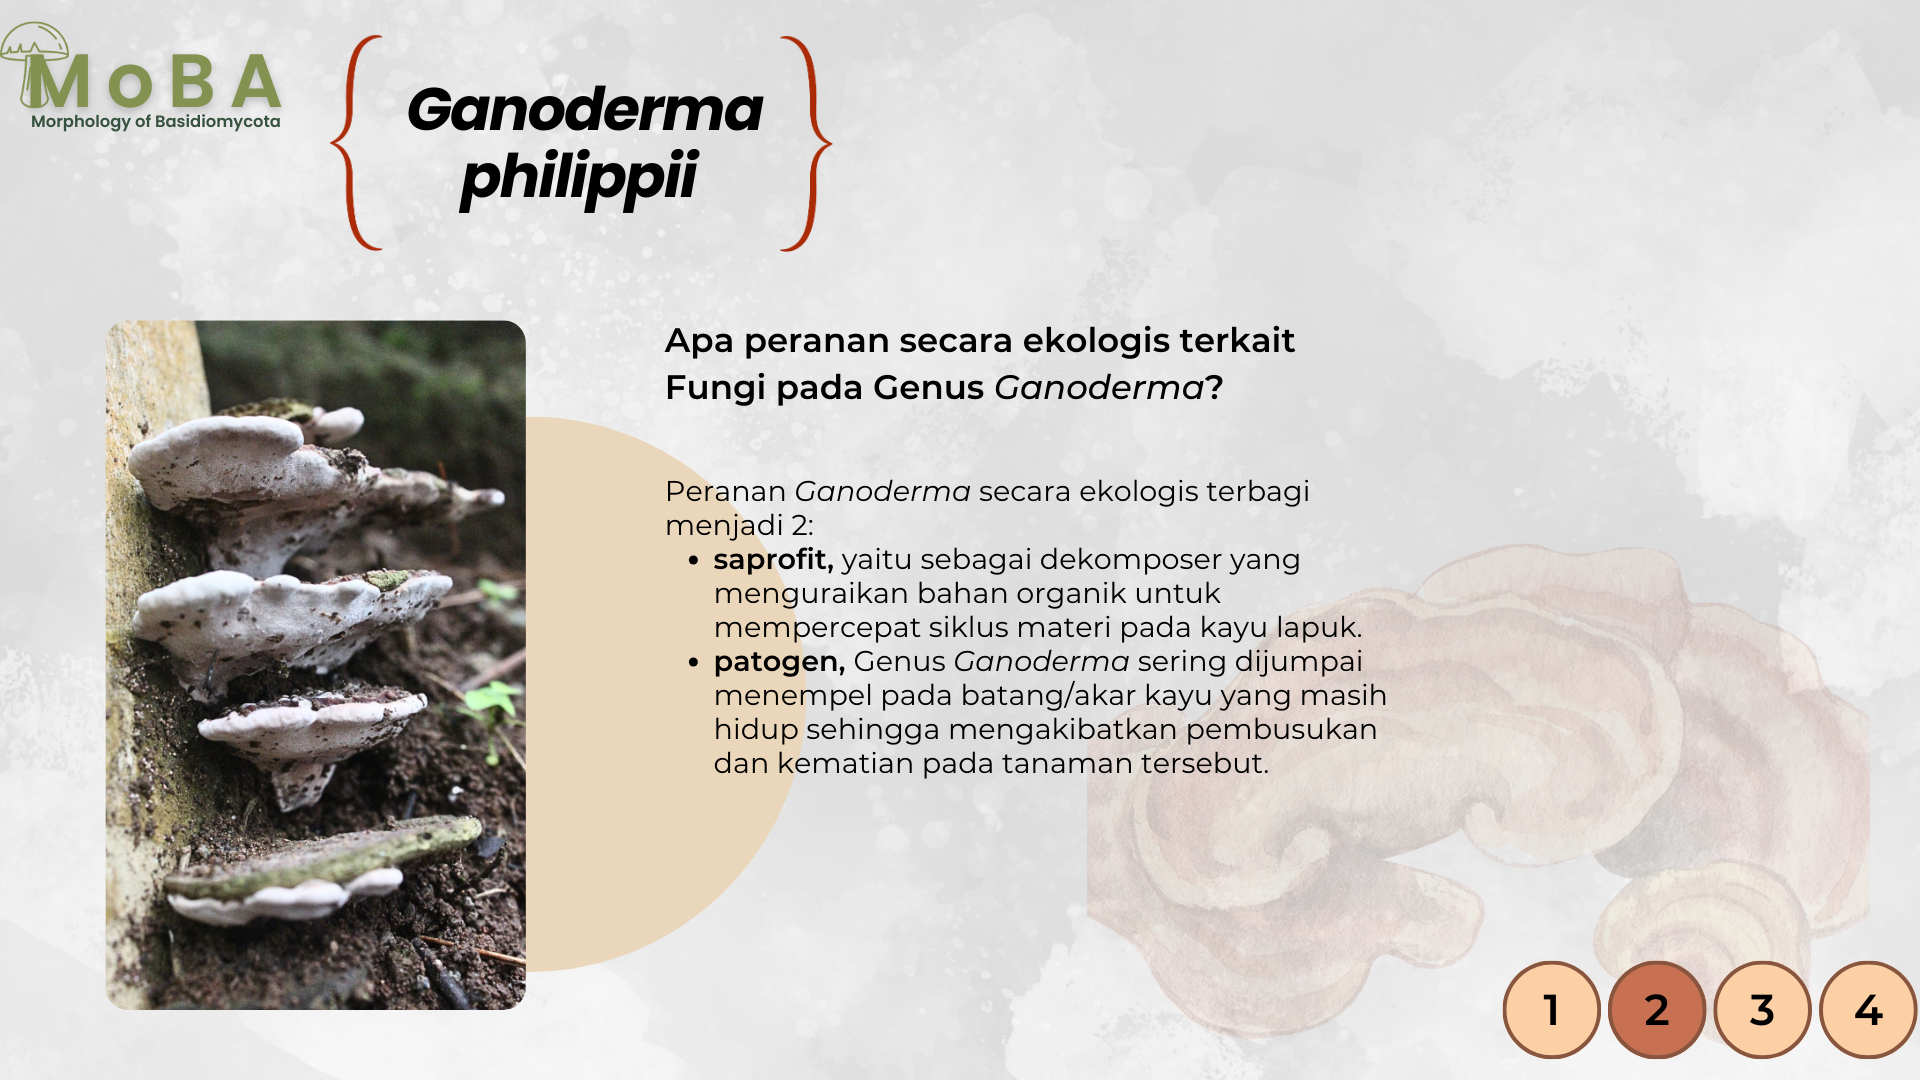 MoBA
Morphology of Basidiomycota
Ganoderma
philippii
Apa peranan secara ekologis terkait
Fungi pada Genus Ganoderma?
Peranan Ganoderma secara ekologis terbagi
menjadi 2:
• saprofit, yaitu sebagai dekomposer yang
menguraikan bahan organik untuk
mempercepat siklus materi pada kayu lapuk.
• patogen, Genus Ganoderma sering dijumpai
menempel pada batang/akar kayu yang masih
hidup sehingga mengakibatkan pembusukan
dan kematian pada tanaman tersebut.
1 2 3 4